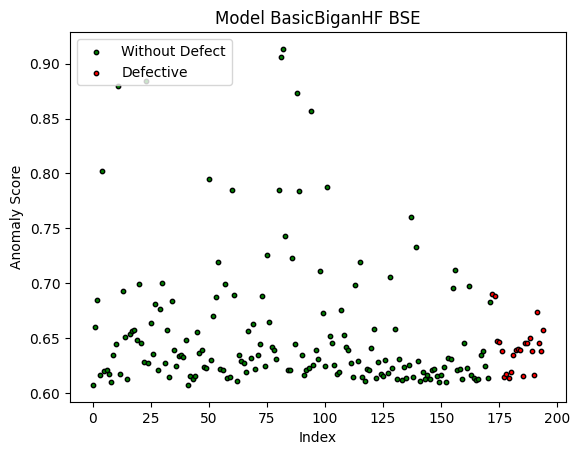 Model BasicBiganHF BSE
Without Defect
Defective
Anomaly Score
0.90
0.85
0.80
0.75
0.70
0.65
0.60
0 25 50 75 100 125 150 175 200
Index